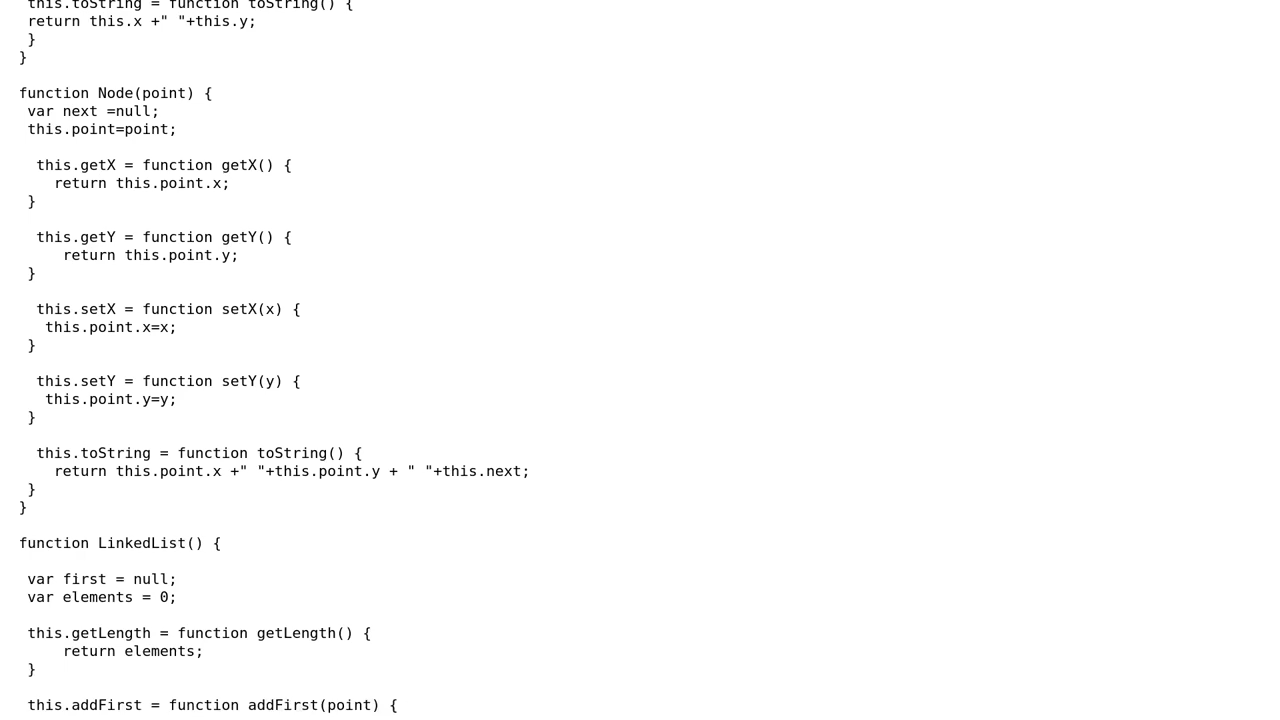 this.toString = function toString() {
return this.x +" "+this.y;
}
}
function Node(point) {
var next =null;
this.point=point;
this.getX = function getX() {
return this.point.x;
}
this.getY = function getY() {
return this.point.y;
}
this.setX = function setX(x) {
this.point.x=x;
}
this.setY = function setY(y) {
this.point.y=y;
}
this.toString = function toString() {
return this.point.x +" "+this.point.y + " "+this.next;
}
}
function LinkedList() {
var first = null;
var elements = 0;
this.getLength = function getLength() {
return elements;
}
this.addFirst = function addFirst(point) {